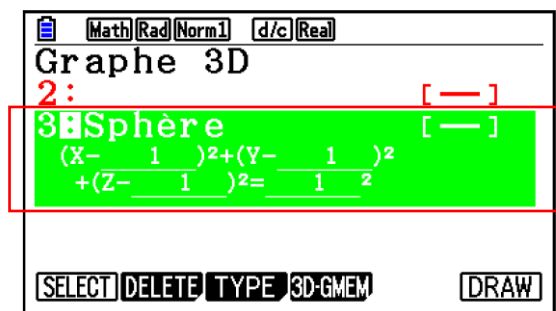 Math Rad Norm1 d/c Real
Graphe 3D
2: [—]
3:Sphère [—]
(X- 1 )²+(Y- 1 )²
+(Z- 1 )²= 1 ²
SELECT DELETE TYPE 3D·GMEM DRAW